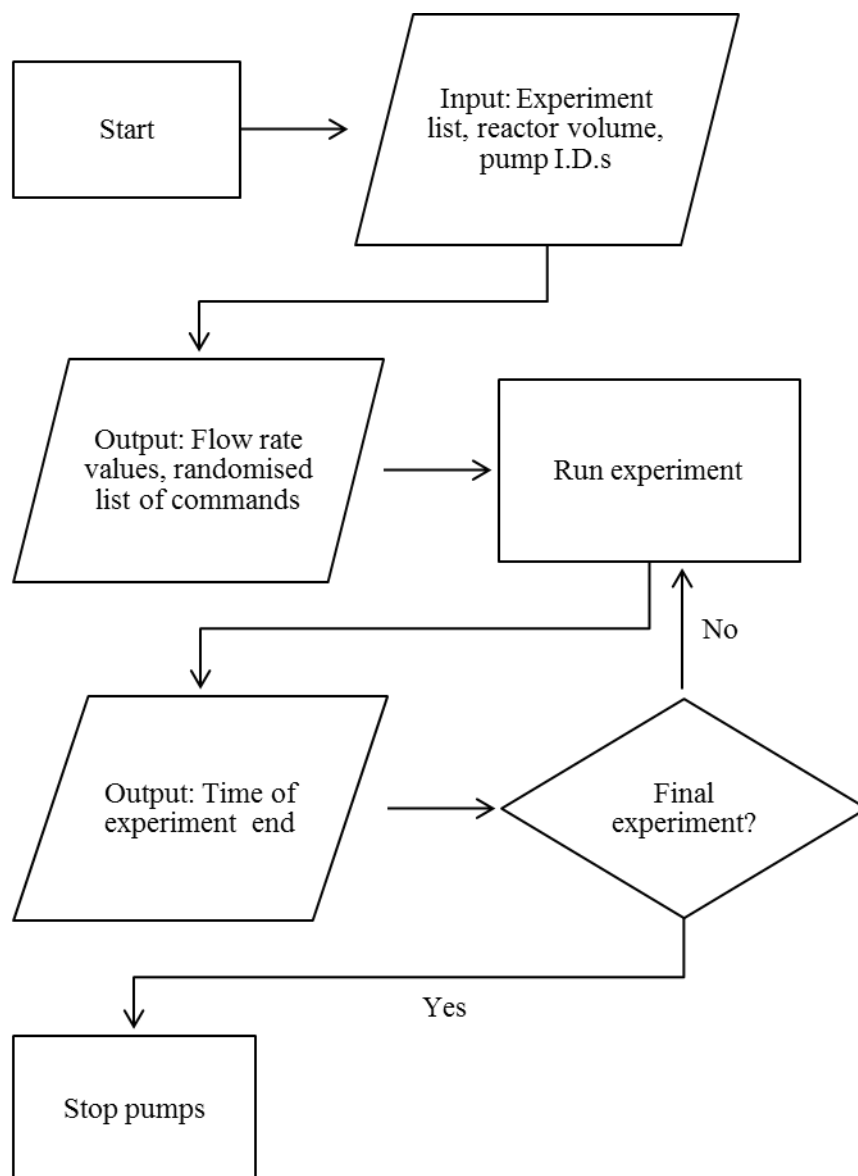 Start
Input: Experiment
list, reactor volume,
pump I.D.s
Output: Flow rate
values, randomised
list of commands
Run experiment
No
Output: Time of
experiment end
Final
experiment?
Yes
Stop pumps